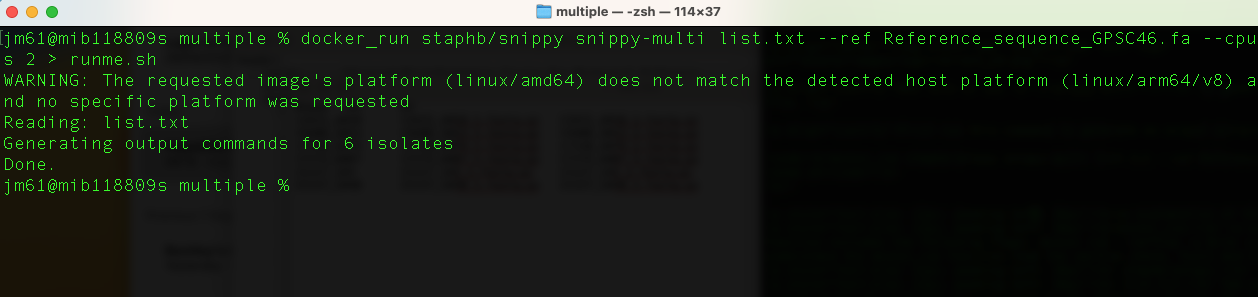 multiple — -zsh — 114×37
[jm61@mib118809s multiple % docker_run staphb/snippy snippy-multi list.txt --ref Reference_sequence_GPSC46.fa --cpu
s 2 > runme.sh
WARNING: The requested image's platform (linux/amd64) does not match the detected host platform (linux/arm64/v8) a
nd no specific platform was requested
Reading: list.txt
Generating output commands for 6 isolates
Done.
jm61@mib118809s multiple %